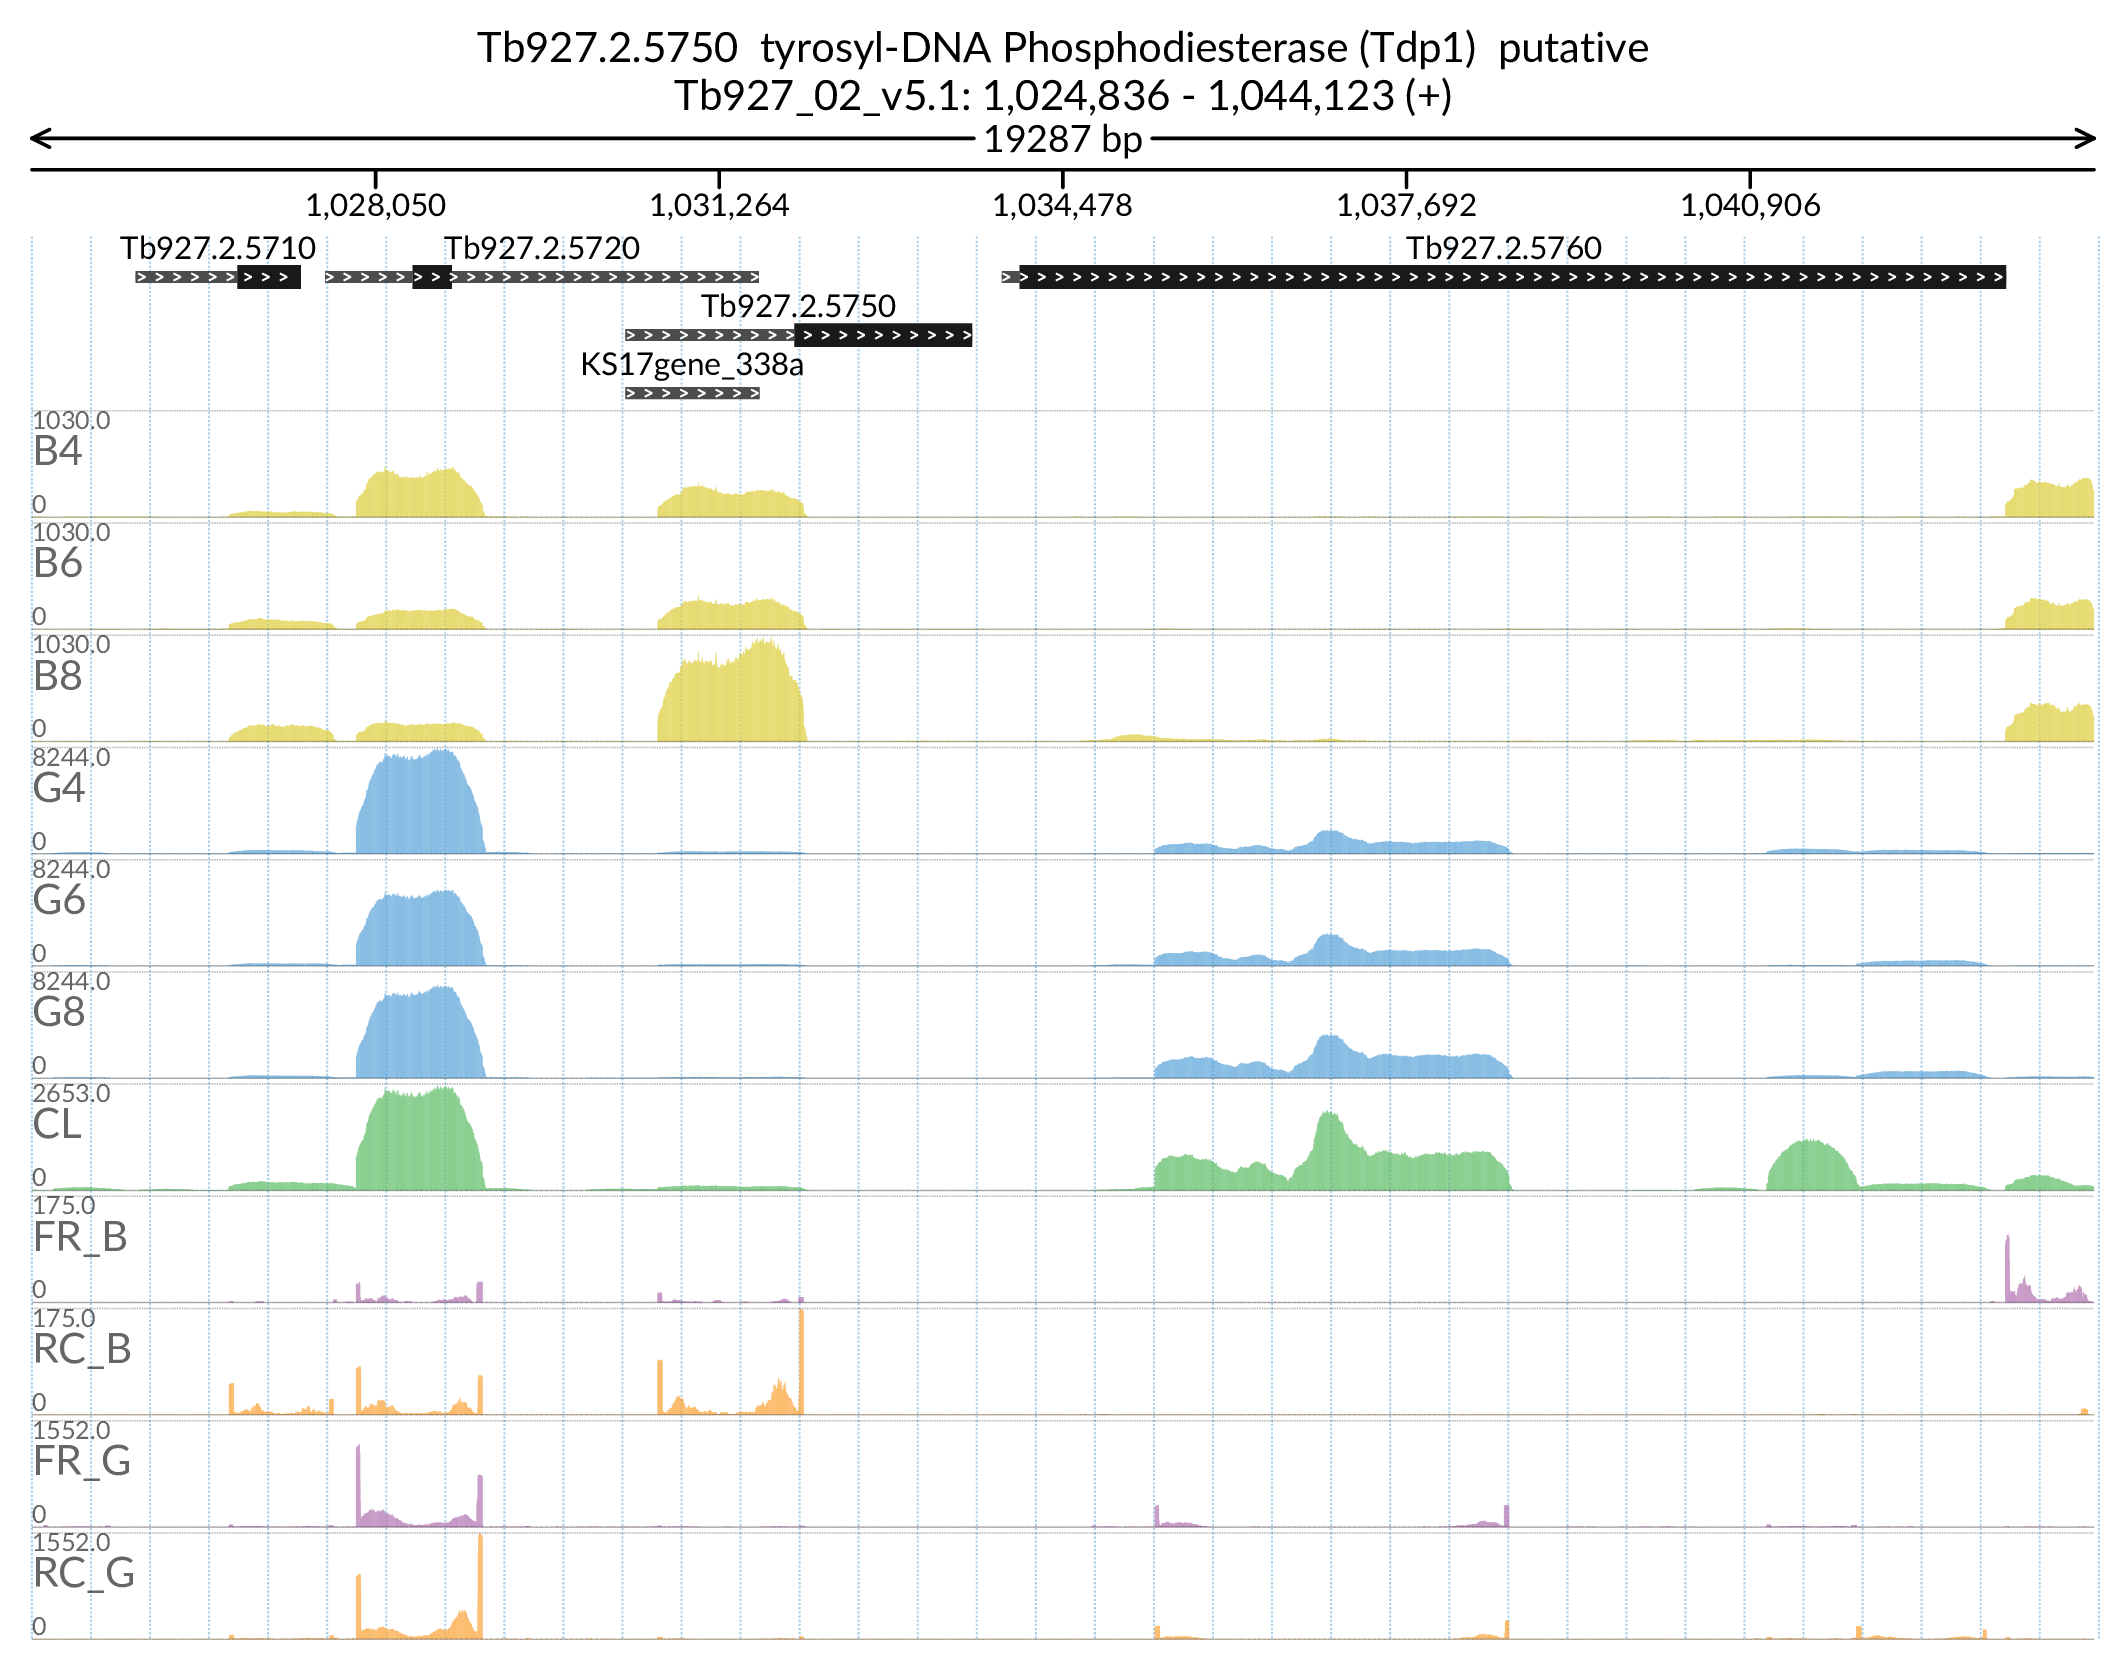 Tb927.2.5750 tyrosyl-DNA Phosphodiesterase (Tdp1) putative
Tb927_02_v5.1: 1,024,836 - 1,044,123 (+)
19287 bp
1,028,050 1,031,264 1,034,478 1,037,692 1,040,906
Tb927.2.5710 Tb927.2.5720 Tb927.2.5760
Tb927.2.5750
KS17gene_338a
1030.0
B4
0
1030.0
B6
0
1030.0
B8
0
8244.0
G4
0
8244.0
G6
0
8244.0
G8
0
2653.0
CL
0
175.0
FR_B
0
175.0
RC_B
0
1552.0
FR_G
0
1552.0
RC_G
0